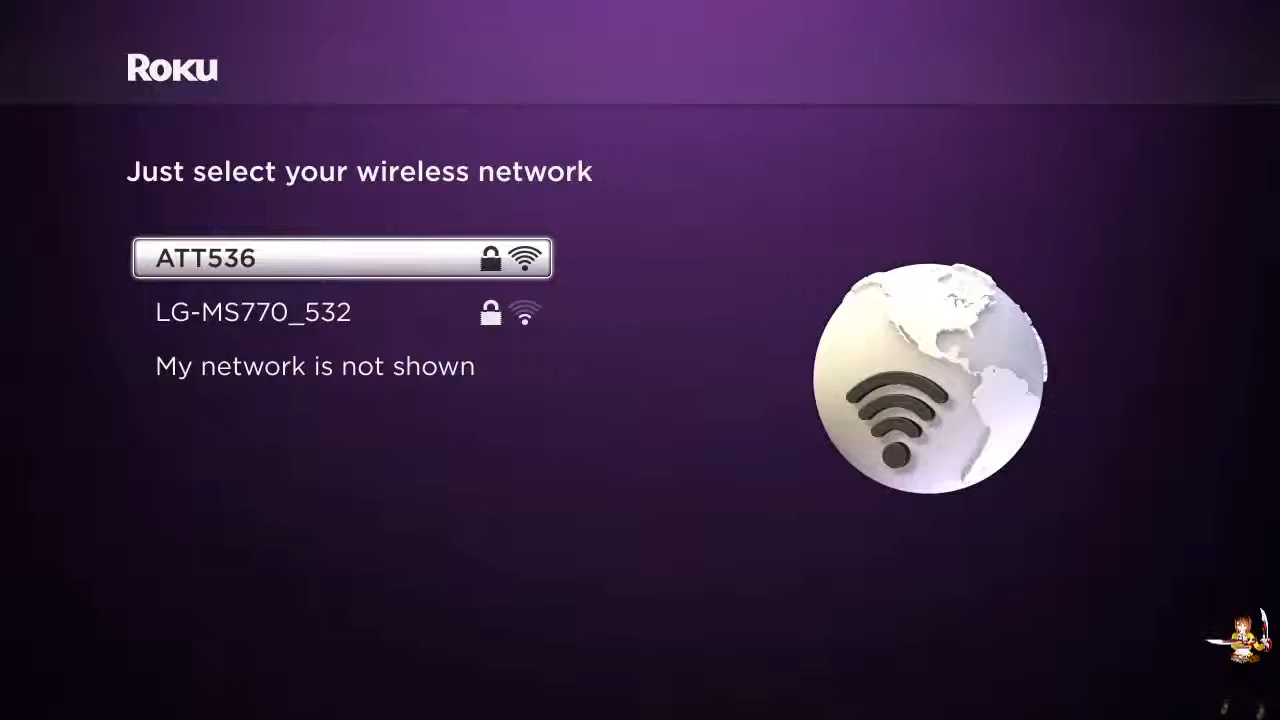 Roku
Just select your wireless network
ATT536
LG-MS770_532
My network is not shown